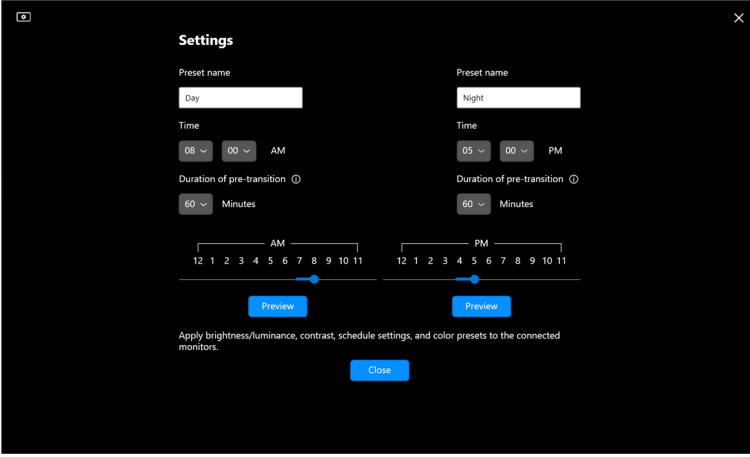 Settings
Preset name
Preset name
Day
Night
Time
Time
08 00 AM
05 00 PM
Duration of pre-transition
Duration of pre-transition
60 Minutes
60 Minutes
AM
PM
12 1 2 3 4 5 6 7 8 9 10 11
12 1 2 3 4 5 6 7 8 9 10 11
Preview
Preview
Apply brightness/luminance, contrast, schedule settings, and color presets to the connected
monitors.
Close